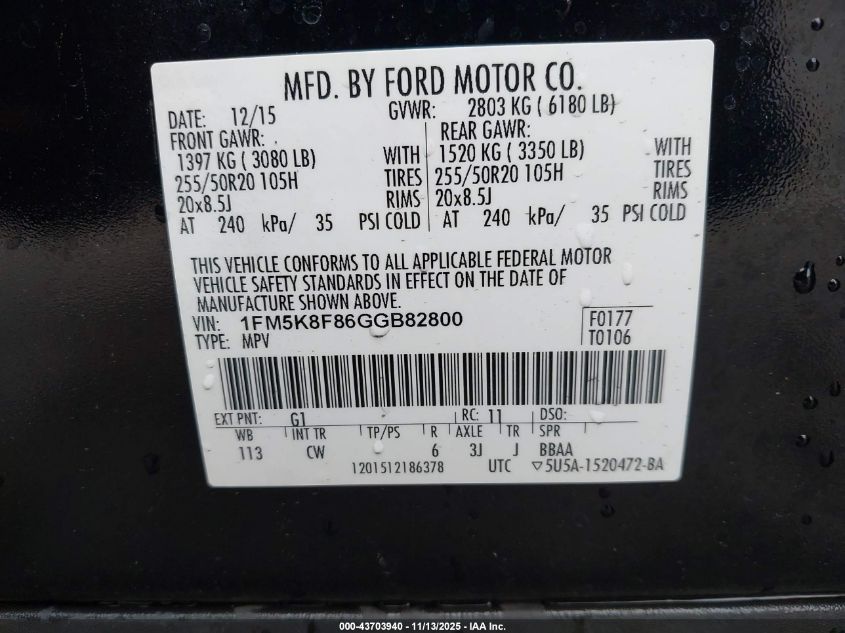 MFD. BY FORD MOTOR CO.
DATE: 12/15 GVWR: 2803 KG ( 6180 LB)
FRONT GAWR: REAR GAWR:
1397 KG ( 3080 LB) WITH 1520 KG ( 3350 LB) WITH
255/50R20 105H TIRES 255/50R20 105H TIRES
20x8.5J RIMS 20x8.5J RIMS
AT 240 kPa/ 35 PSI COLD AT 240 kPa/ 35 PSI COLD
THIS VEHICLE CONFORMS TO ALL APPLICABLE FEDERAL MOTOR
VEHICLE SAFETY STANDARDS IN EFFECT ON THE DATE OF
MANUFACTURE SHOWN ABOVE.
VIN: 1FM5K8F86GGB82800 F0177
TYPE: MPV T0106
EXT PNT: G1 RC: 11 DSO:
WB INT TR TP/PS R AXLE TR SPR
113 CW 6 3J J BBAA
1201512186378 UTC ▽5U5A-1520472-BA
000-43703940 - 11/13/2025 - IAA Inc.